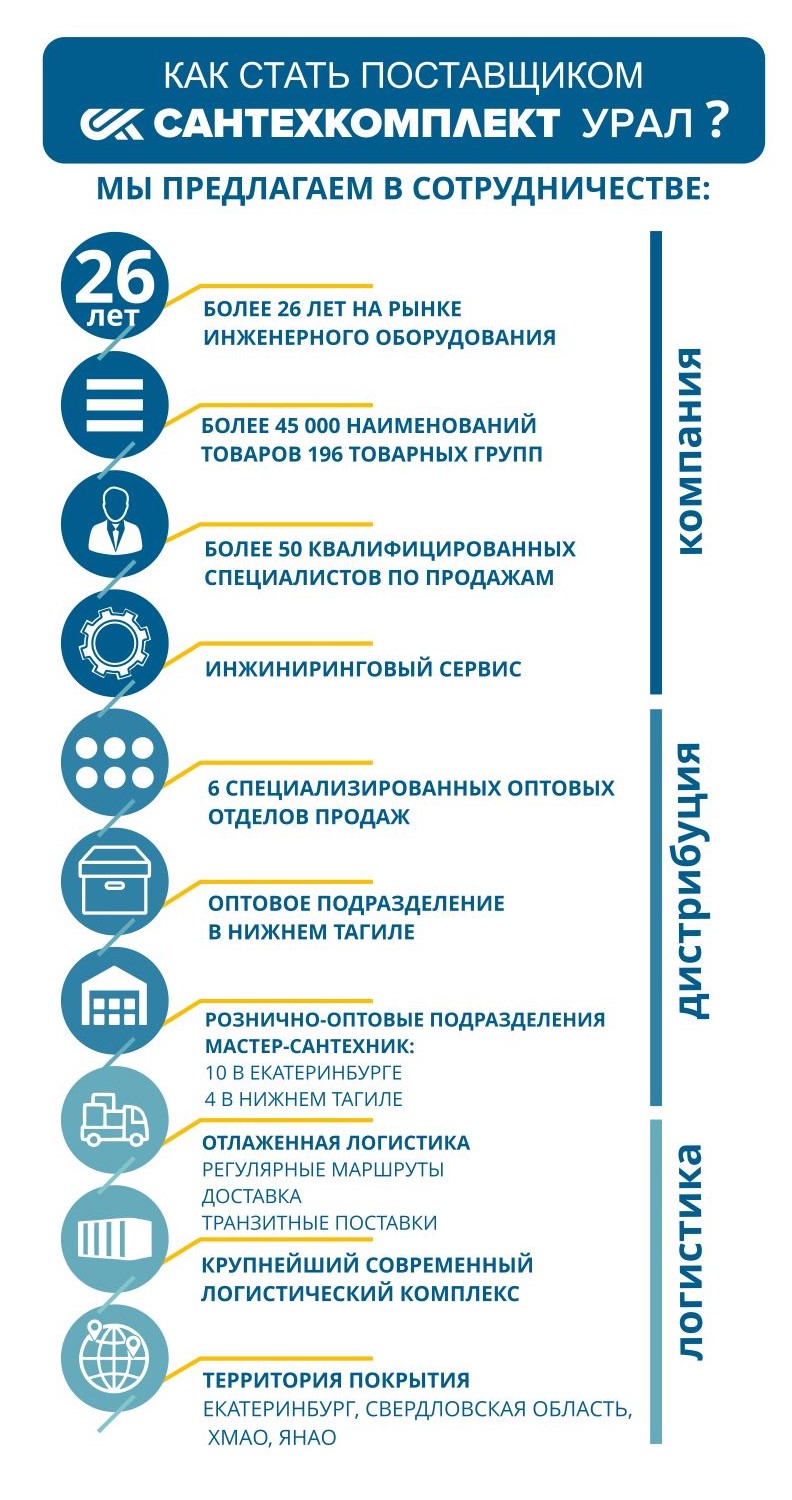 КАК СТАТЬ ПОСТАВЩИКОМ
САНТЕХКОМПЛЕКТ УРАЛ ?
МЫ ПРЕДЛАГАЕМ В СОТРУДНИЧЕСТВЕ:
26
лет
БОЛЕЕ 26 ЛЕТ НА РЫНКЕ
ИНЖЕНЕРНОГО ОБОРУДОВАНИЯ
БОЛЕЕ 45 000 НАИМЕНОВАНИЙ
ТОВАРОВ 196 ТОВАРНЫХ ГРУПП
БОЛЕЕ 50 КВАЛИФИЦИРОВАННЫХ
СПЕЦИАЛИСТОВ ПО ПРОДАЖАМ
ИНЖИНИРИНГОВЫЙ СЕРВИС
компания
6 СПЕЦИАЛИЗИРОВАННЫХ ОПТОВЫХ
ОТДЕЛОВ ПРОДАЖ
ОПТОВОЕ ПОДРАЗДЕЛЕНИЕ
В НИЖНЕМ ТАГИЛЕ
РОЗНИЧНО-ОПТОВЫЕ ПОДРАЗДЕЛЕНИЯ
МАСТЕР-САНТЕХНИК:
10 В ЕКАТЕРИНБУРГЕ
4 В НИЖНЕМ ТАГИЛЕ
дистрибуция
ОТЛАЖЕННАЯ ЛОГИСТИКА
РЕГУЛЯРНЫЕ МАРШРУТЫ
ДОСТАВКА
ТРАНЗИТНЫЕ ПОСТАВКИ
КРУПНЕЙШИЙ СОВРЕМЕННЫЙ
ЛОГИСТИЧЕСКИЙ КОМПЛЕКС
ТЕРРИТОРИЯ ПОКРЫТИЯ
ЕКАТЕРИНБУРГ, СВЕРДЛОВСКАЯ ОБЛАСТЬ,
ХМАО, ЯНАО
логистика